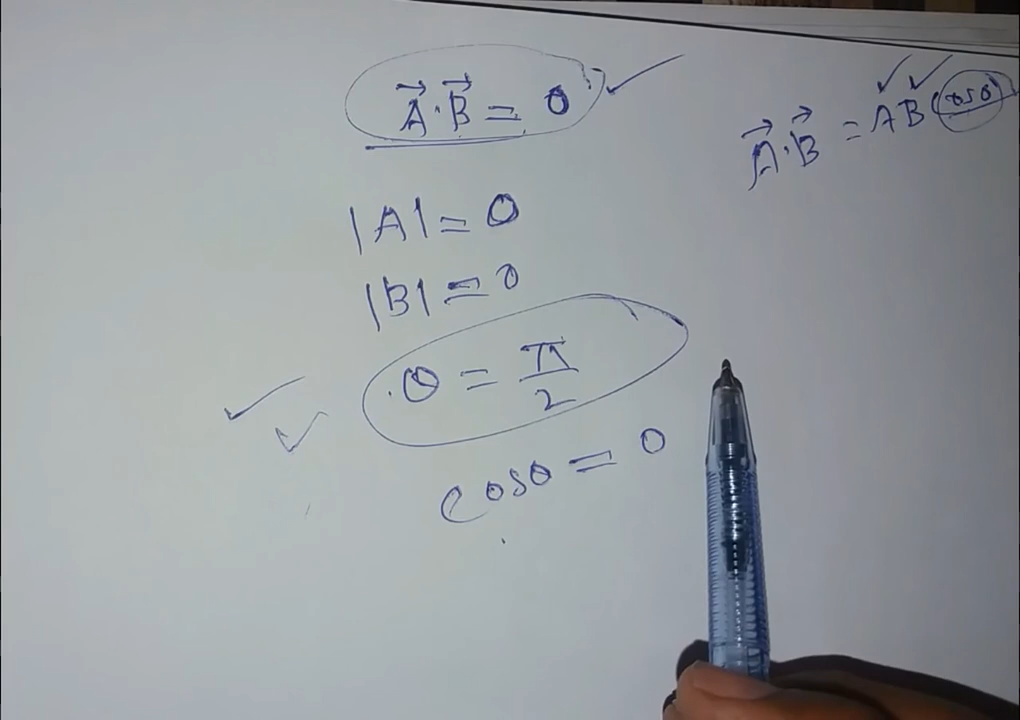 A⃗·B⃗ = 0
A⃗·B⃗ = AB cosθ
|A| = 0
|B| = 0
θ = π/2
cosθ = 0